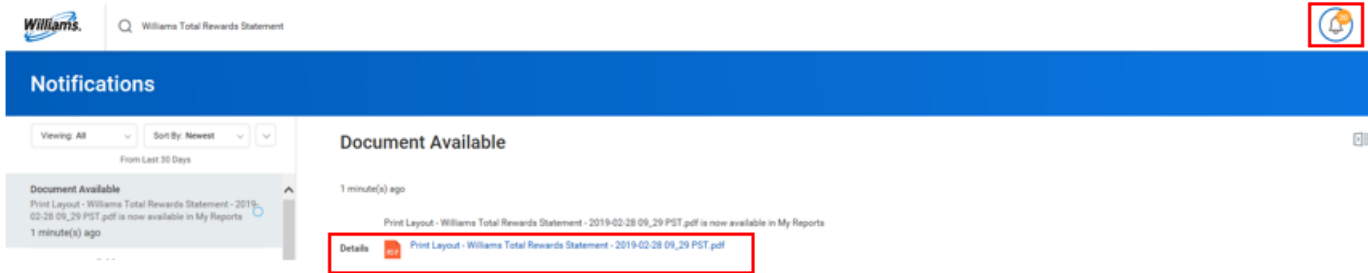 Williams.
Williams Total Rewards Statement
Notifications
Viewing: All
Sort By: Newest
From Last 30 Days
Document Available
Print Layout - Williams Total Rewards Statement - 2019-
02-28 09_29 PST.pdf is now available in My Reports
1 minute(s) ago
Document Available
1 minute(s) ago
Print Layout - Williams Total Rewards Statement - 2019-02-28 09_29 PST.pdf is now available in My Reports
Details
PDF
Print Layout - Williams Total Rewards Statement - 2019-02-28 09_29 PST.pdf